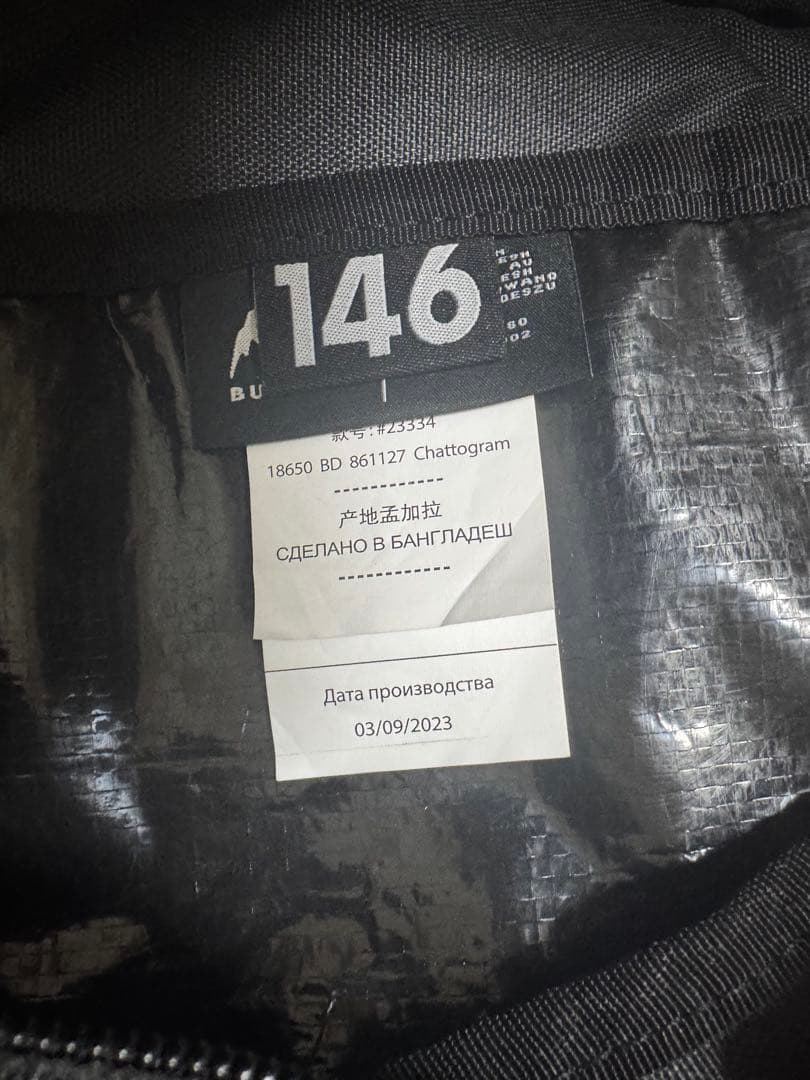 146
BU
款号:#23334
18650 BD 861127 Chattogram
------------
产地孟加拉
СДЕЛАНО В БАНГЛАДЕШ
------------
Дата производства
03/09/2023